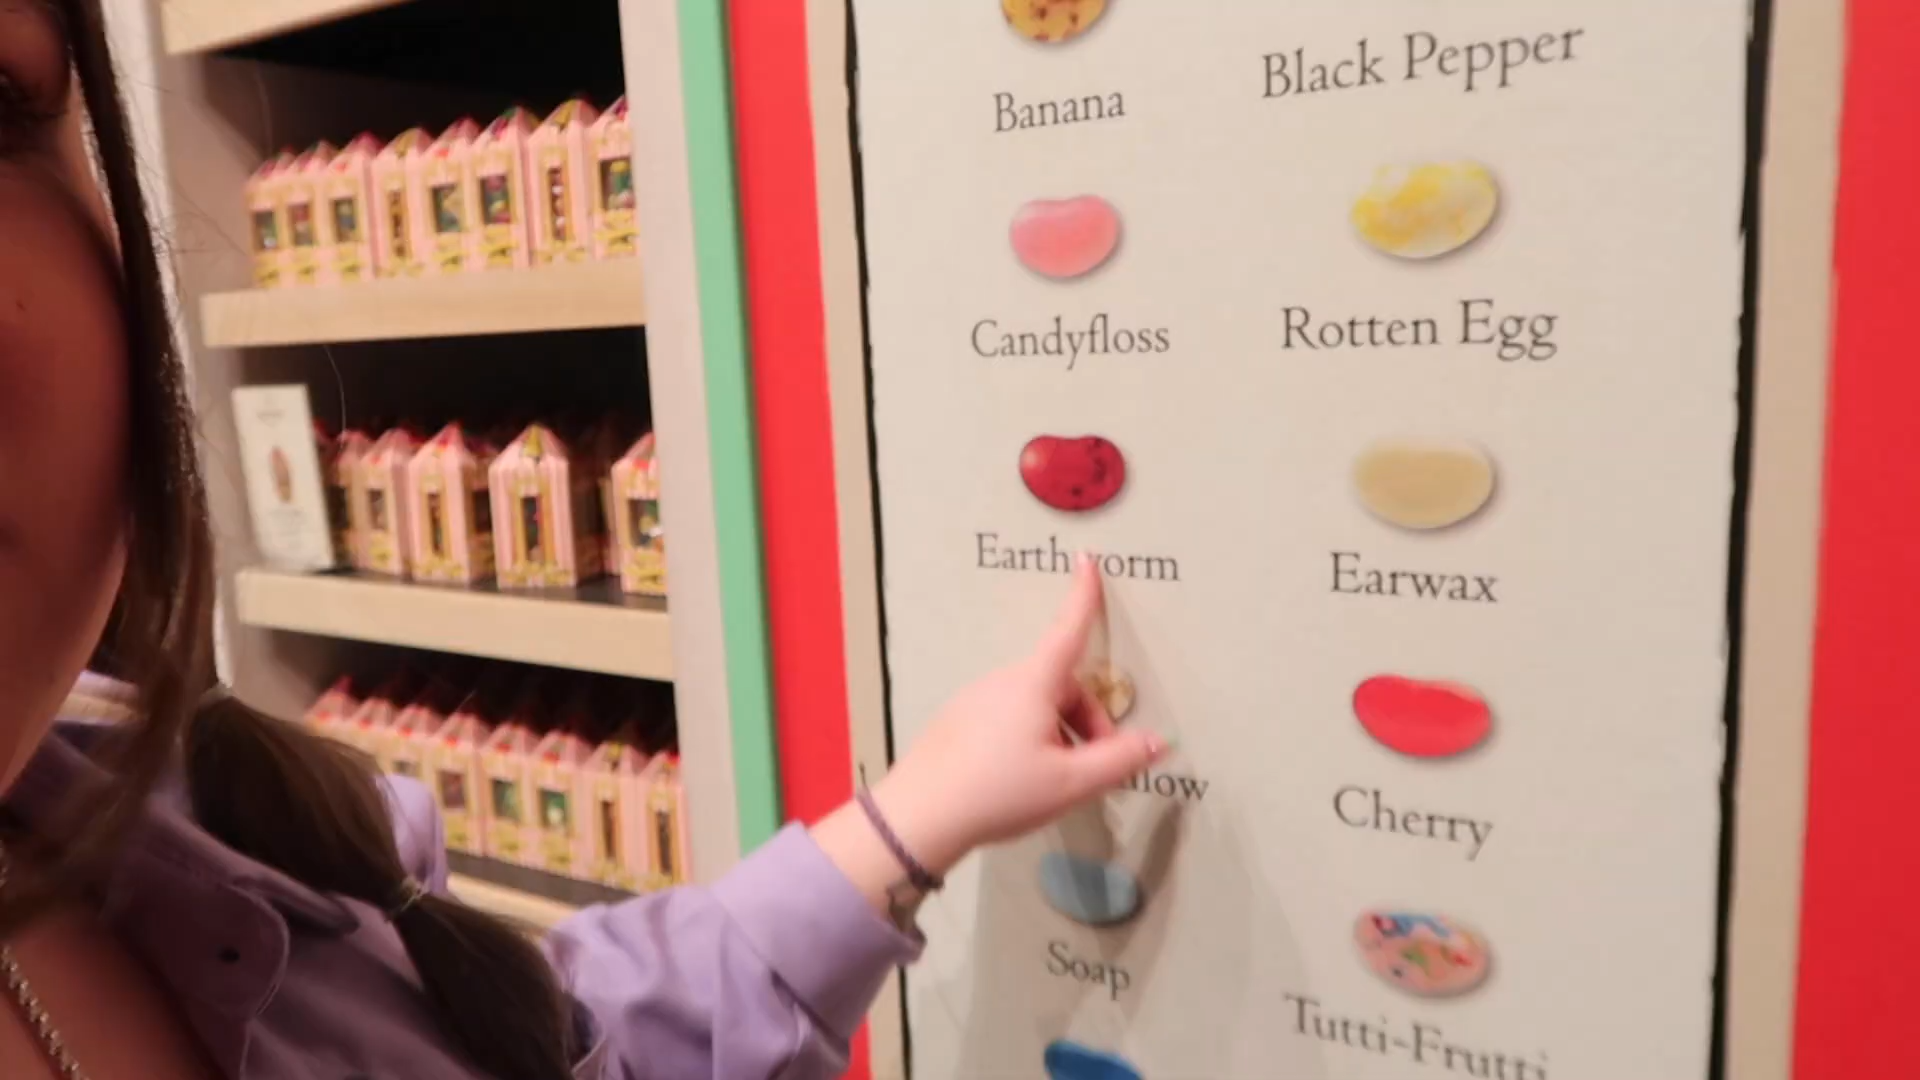 Banana
Black Pepper
Candyfloss
Rotten Egg
Earthworm
Earwax
Cherry
Soap
Tutti-Frutti